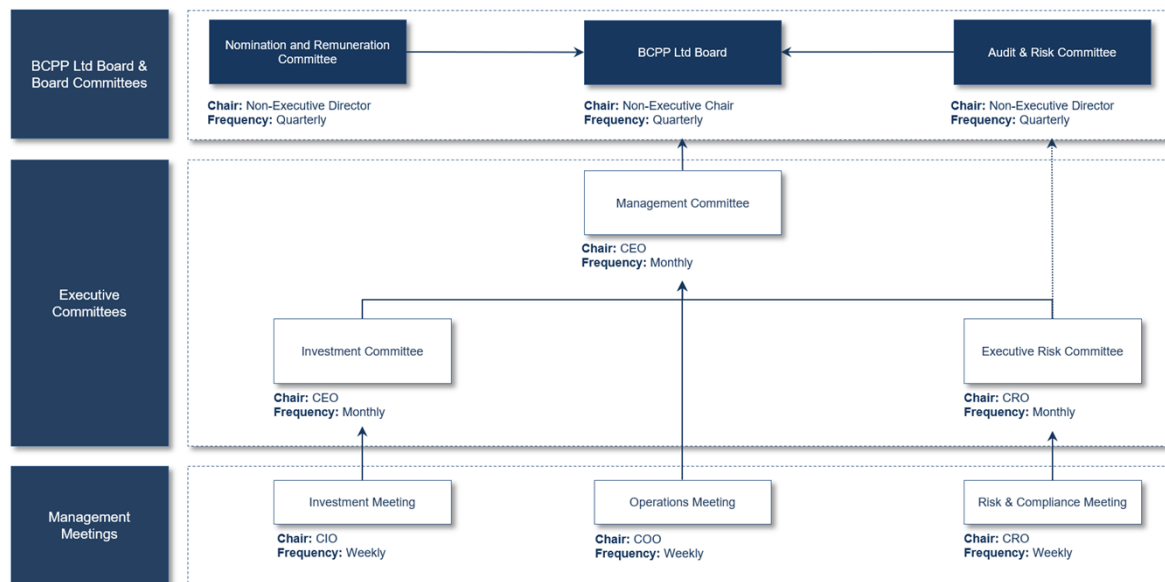 BCPP Ltd Board &
Board Committees
Nomination and Remuneration
Committee
BCPP Ltd Board
Audit & Risk Committee
Chair: Non-Executive Director
Frequency: Quarterly
Chair: Non-Executive Chair
Frequency: Quarterly
Chair: Non-Executive Director
Frequency: Quarterly
Executive
Committees
Management Committee
Chair: CEO
Frequency: Monthly
Investment Committee
Executive Risk Committee
Chair: CEO
Frequency: Monthly
Chair: CRO
Frequency: Monthly
Management
Meetings
Investment Meeting
Operations Meeting
Risk & Compliance Meeting
Chair: CIO
Frequency: Weekly
Chair: COO
Frequency: Weekly
Chair: CRO
Frequency: Weekly